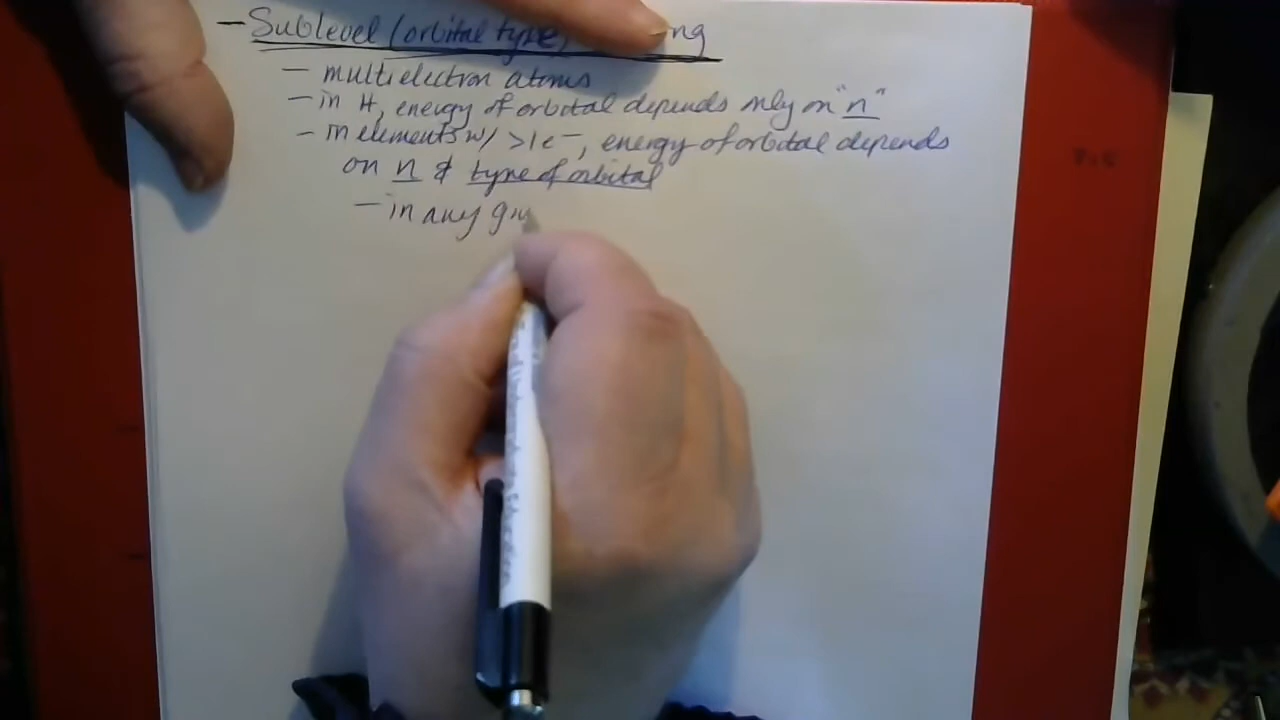 - Sublevel (orbital type)
- multielectron atoms
- in H, energy of orbital depends only on "n"
- in elements w/ >1e⁻, energy of orbital depends
on n & type of orbital
- in any giv